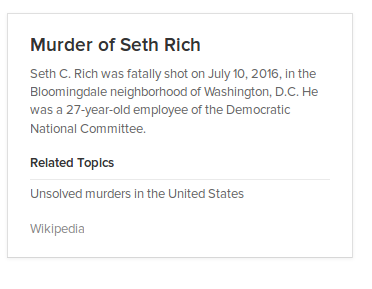 Murder of Seth Rich
Seth C. Rich was fatally shot on July 10, 2016, in the
Bloomingdale neighborhood of Washington, D.C. He
was a 27-year-old employee of the Democratic
National Committee.
Related Topics
Unsolved murders in the United States
Wikipedia